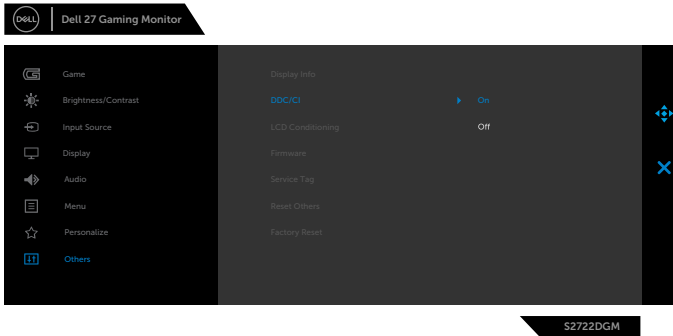 DELL
Dell 27 Gaming Monitor
Game
Display Info
Brightness/Contrast
DDC/CI
On
Input Source
LCD Conditioning
Off
Display
Firmware
Audio
Service Tag
Menu
Reset Others
Personalize
Factory Reset
Others
S2722DGM